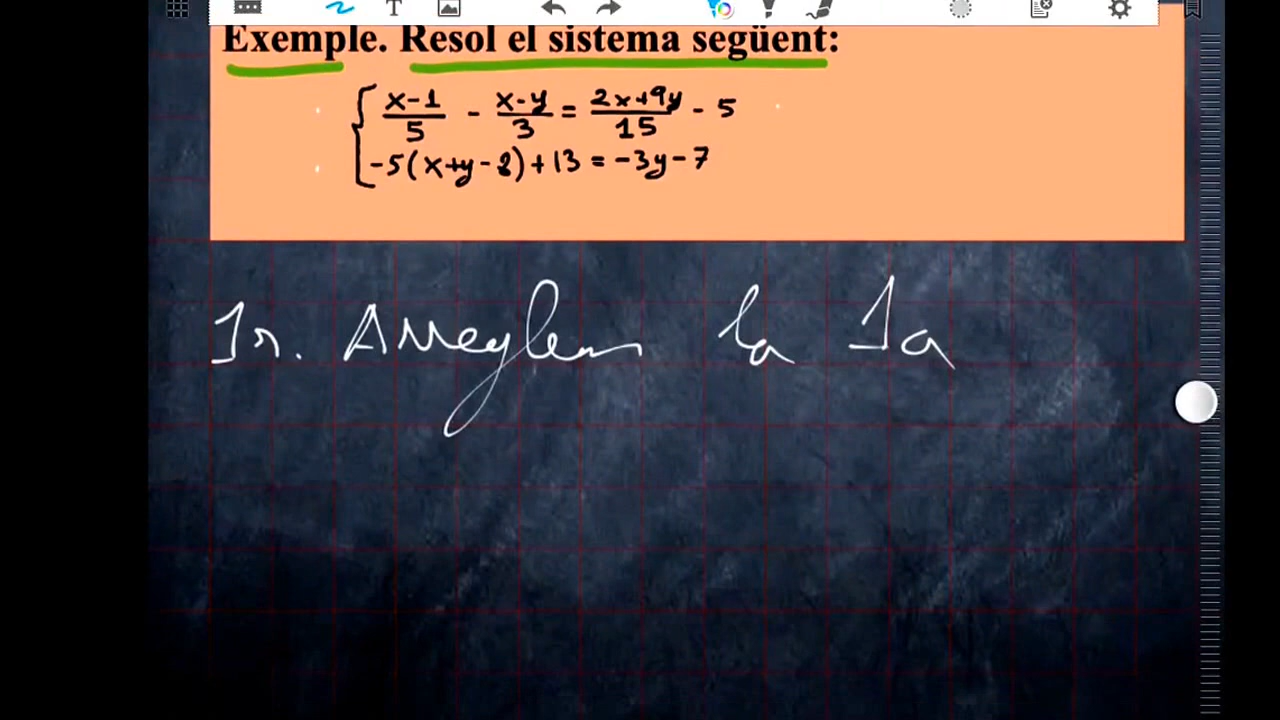 Exemple. Resol el sistema següent:
x-1/5 - x-y/3 = 2x+9y/15 - 5
-5(x+y-8)+13 = -3y-7
1r. Arreglem la 1a